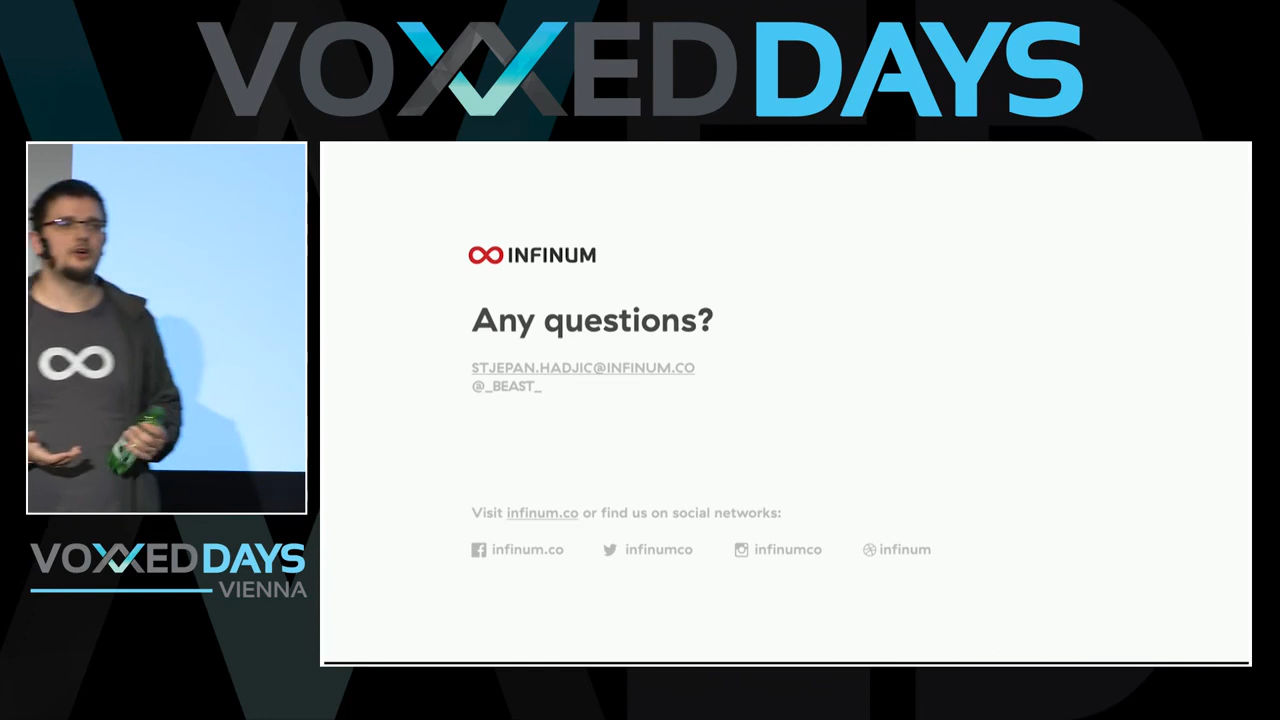 VOXXED DAYS
INFINUM
Any questions?
STJEPAN.HADJIC@INFINUM.CO
@_BEAST_
Visit infinum.co or find us on social networks:
infinum.co infinumco infinumco infinum
VOXXED DAYS
VIENNA